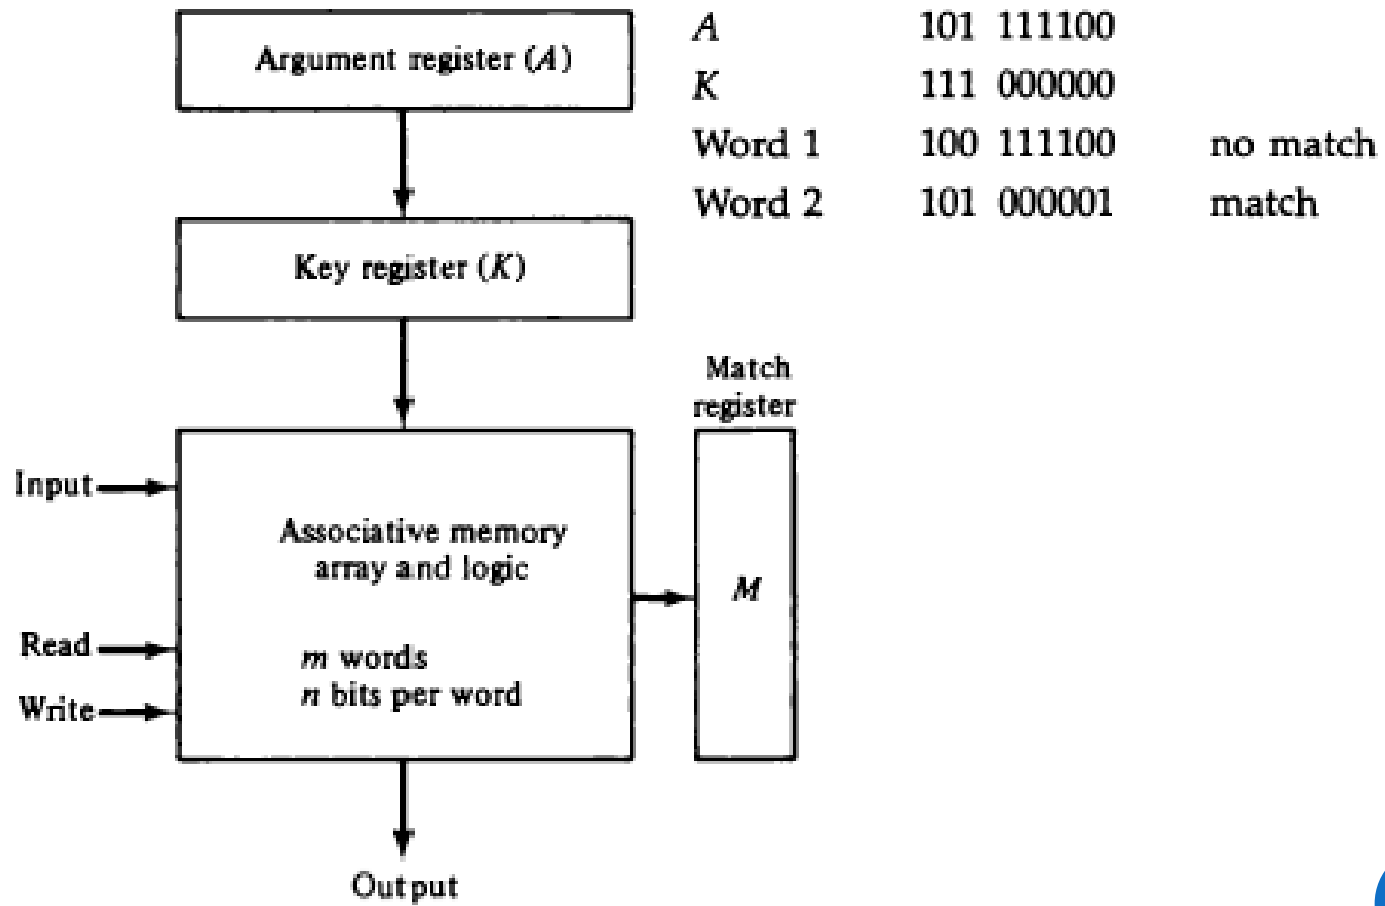 Argument register (A)
Key register (K)
A 101 111100
K 111 000000
Word 1 100 111100 no match
Word 2 101 000001 match
Match
register
Input
Read
Write
Associative memory
array and logic
m words
n bits per word
M
Output